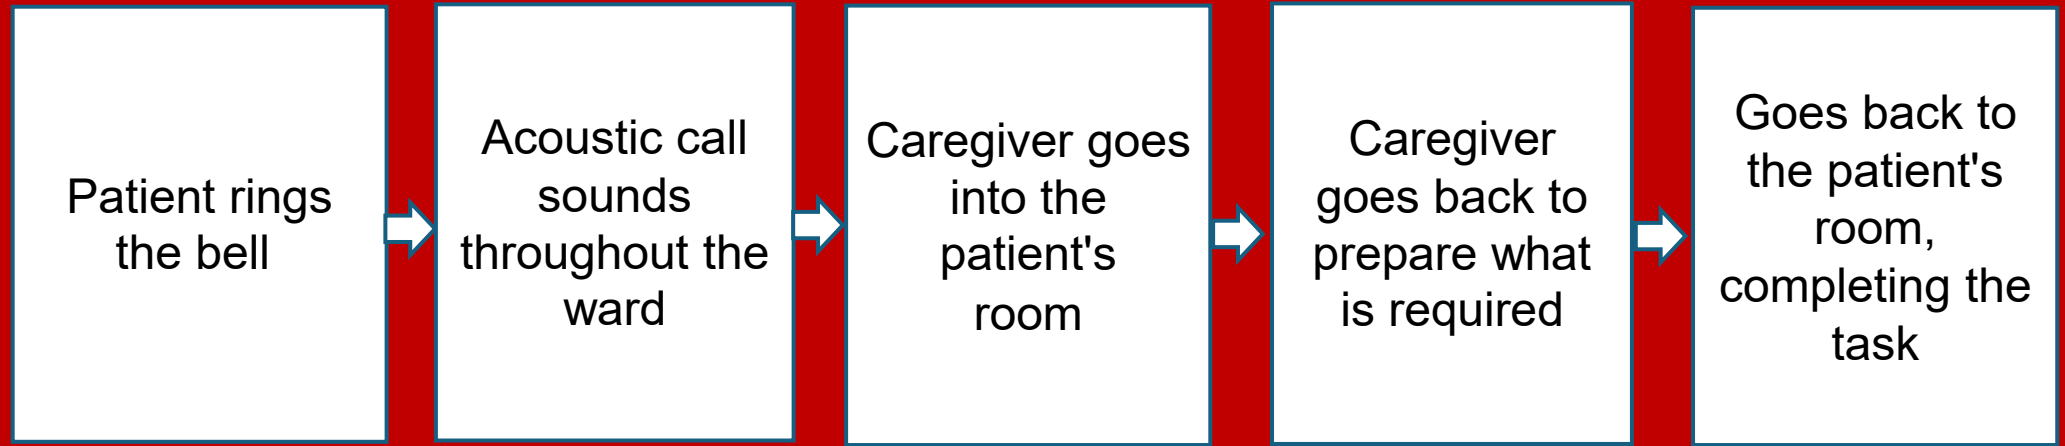 Patient rings
the bell
Acoustic call
sounds
throughout the
ward
Caregiver goes
into the
patient's
room
Caregiver
goes back to
prepare what
is required
Goes back to
the patient's
room,
completing the
task